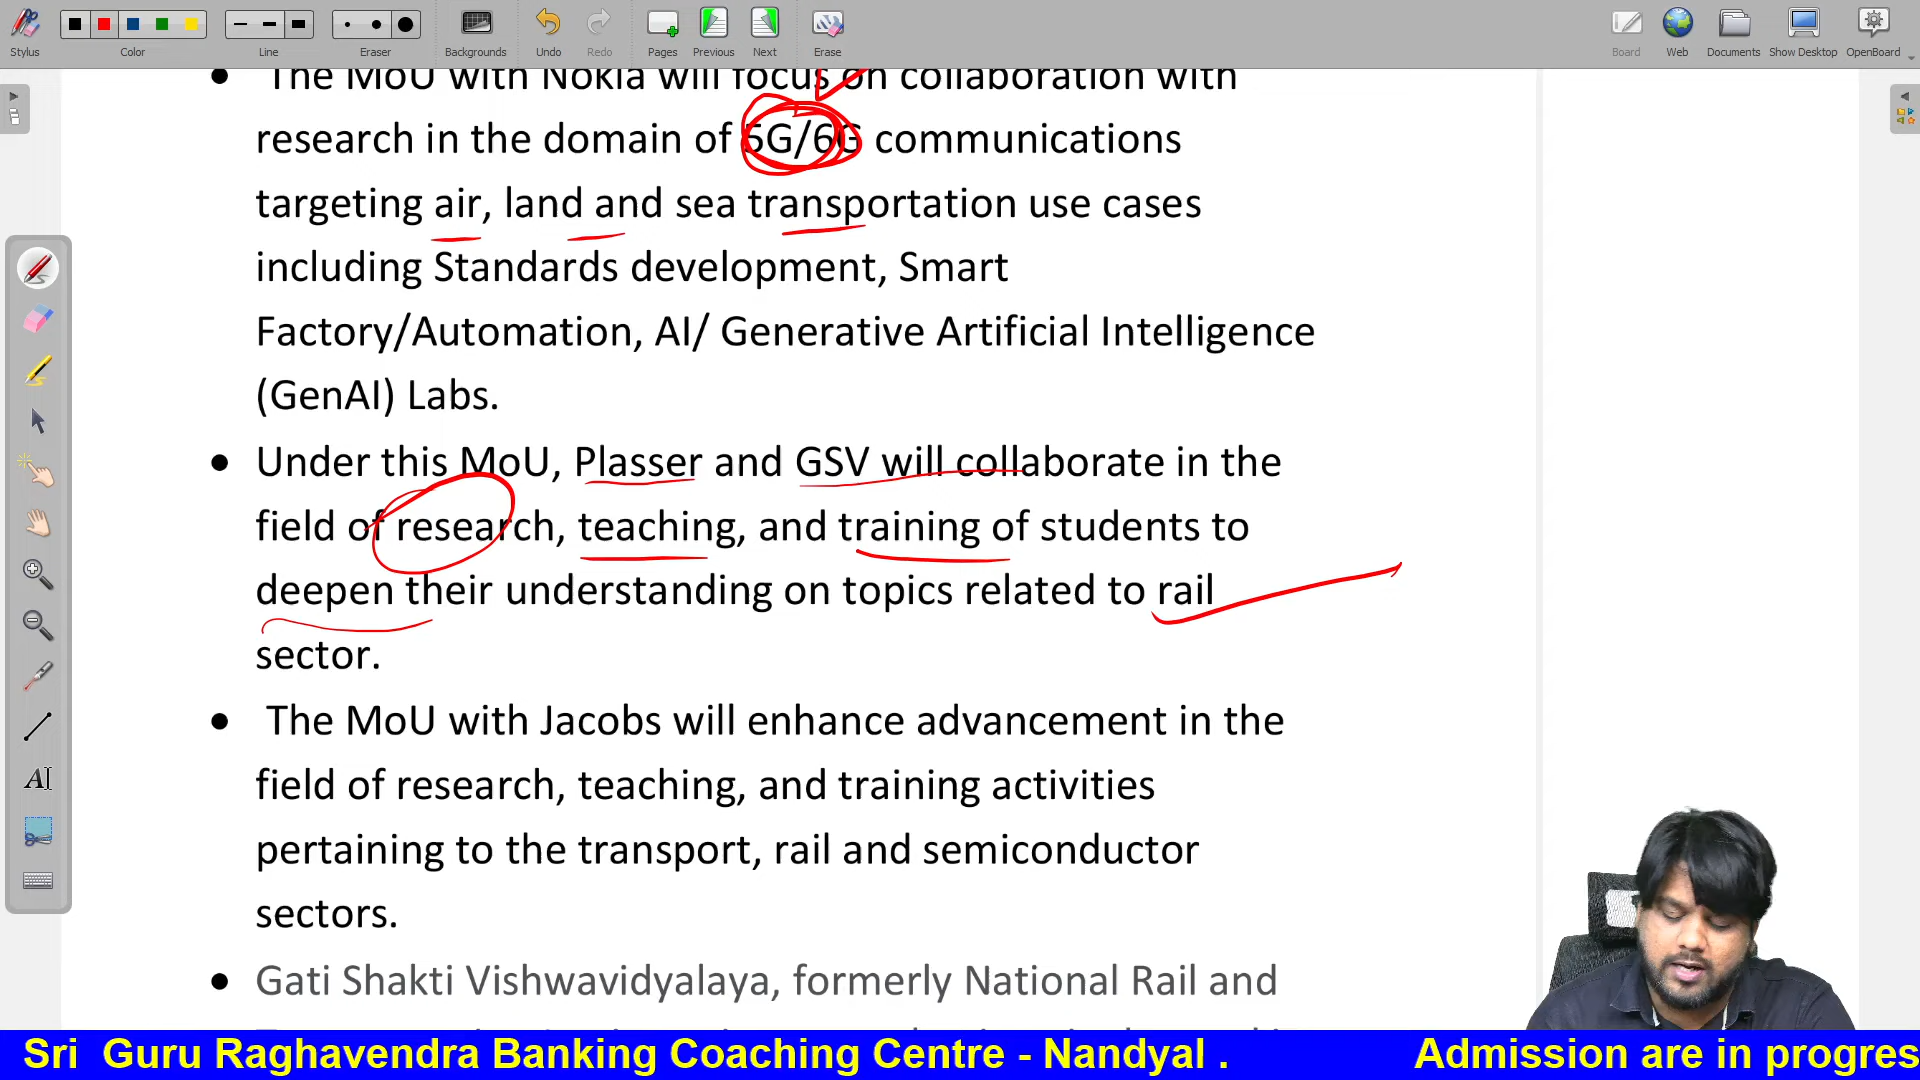 Stylus
Color
Line
Eraser
Backgrounds
Undo
Redo
Pages
Previous
Next
Erase
Board
Web
Documents
Show Desktop
OpenBoard
The MoU with Nokia will focus on collaboration with
research in the domain of 5G/6G communications
targeting air, land and sea transportation use cases
including Standards development, Smart
Factory/Automation, AI/ Generative Artificial Intelligence
(GenAI) Labs.
Under this MoU, Plasser and GSV will collaborate in the
field of research, teaching, and training of students to
deepen their understanding on topics related to rail
sector.
The MoU with Jacobs will enhance advancement in the
field of research, teaching, and training activities
pertaining to the transport, rail and semiconductor
sectors.
Gati Shakti Vishwavidyalaya, formerly National Rail and
Sri Guru Raghavendra Banking Coaching Centre - Nandyal .
Admission are in progres